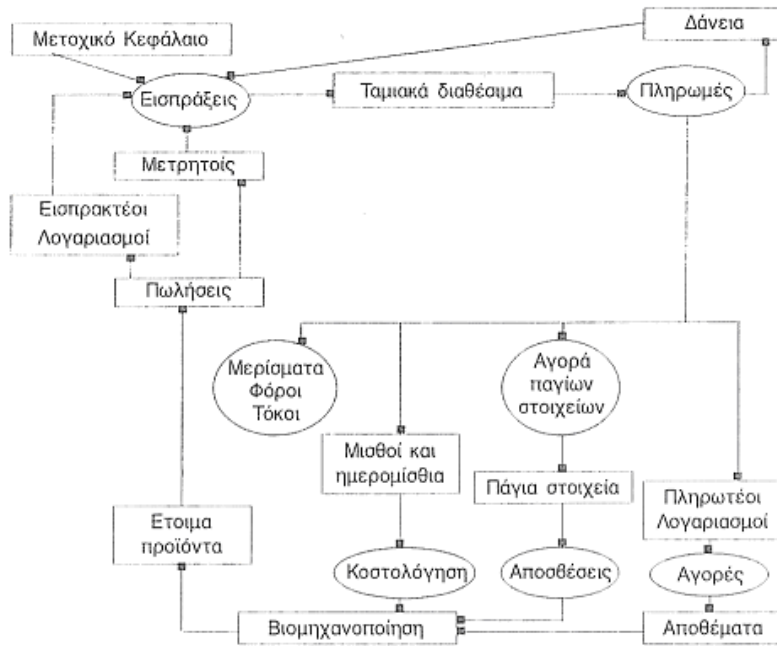 Μετοχικό Κεφάλαιο
Δάνεια
Εισπράξεις
Ταμιακά διαθέσιμα
Πληρωμές
Μετρητοίς
Εισπρακτέοι
Λογαριασμοί
Πωλήσεις
Μερίσματα
Φόροι
Τόκοι
Αγορά
παγίων
στοιχείων
Μισθοί και
ημερομίσθια
Πάγια στοιχεία
Πληρωτέοι
Λογαριασμοί
Ετοιμα
προϊόντα
Κοστολόγηση
Αποσθέσεις
Αγορές
Βιομηχανοποίηση
Αποθέματα